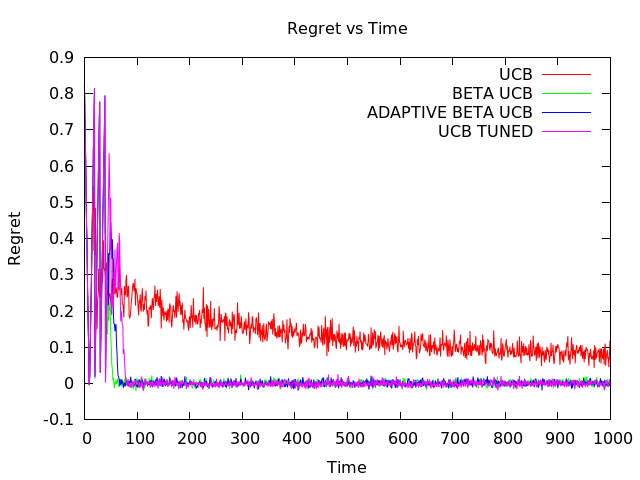 Regret vs Time
0.9
0.8
0.7
0.6
0.5
0.4
0.3
0.2
0.1
0
-0.1
Regret
UCB
BETA UCB
ADAPTIVE BETA UCB
UCB TUNED
0 100 200 300 400 500 600 700 800 900 1000
Time